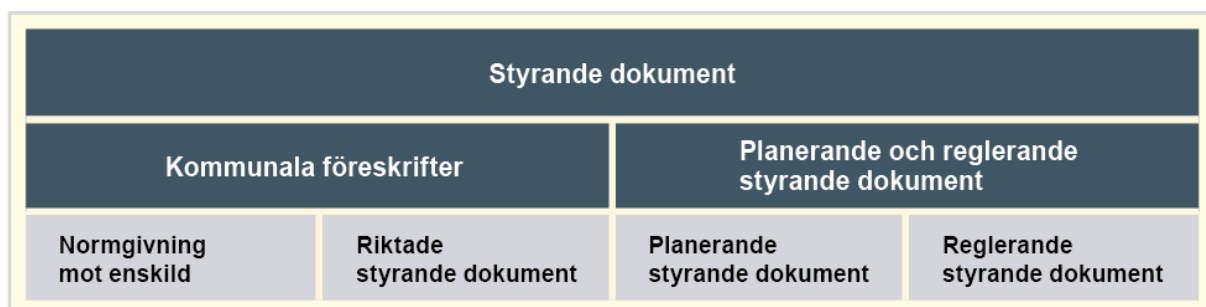 Styrande dokument
Kommunala föreskrifter
Planerande och reglerande
styrande dokument
Normgivning
mot enskild
Riktade
styrande dokument
Planerande
styrande dokument
Reglerande
styrande dokument